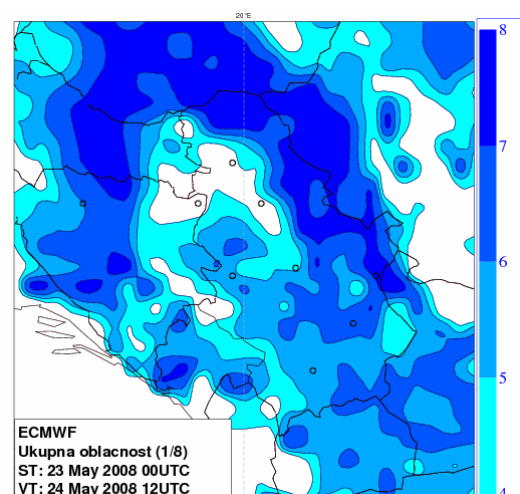 20°E
8
7
6
5
4
ECMWF
Ukupna oblacnost (1/8)
ST: 23 May 2008 00UTC
VT: 24 May 2008 12UTC